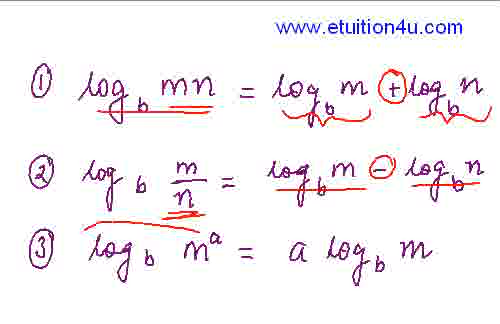 www.etuition4u.com
① log_b mn = log_b m + log_b n
② log_b m/n = log_b m − log_b n
③ log_b m^a = a log_b m